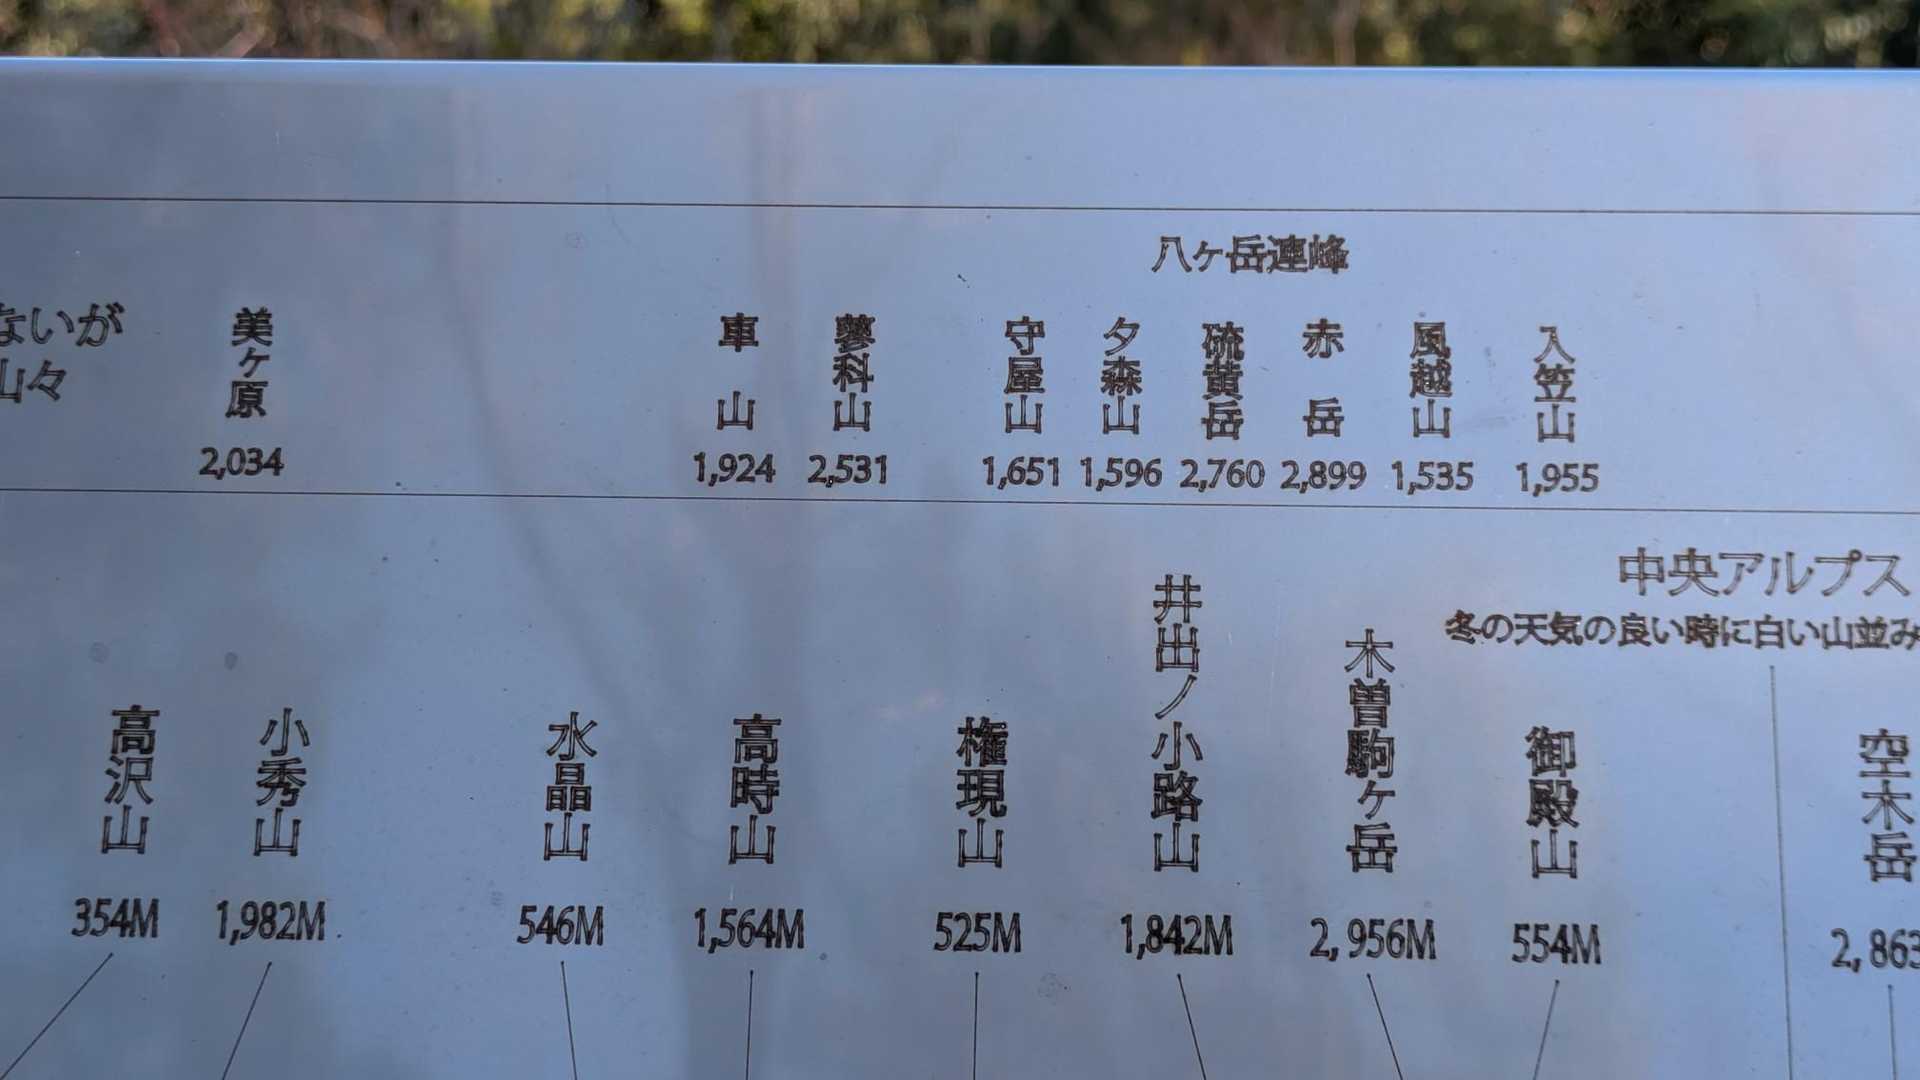 八ヶ岳連峰
ないが
山々
美ヶ原
2,034
車山
1,924
蓼科山
2,531
守屋山
1,651
夕森山
1,596
硫黄岳
2,760
赤岳
2,899
風越山
1,535
入笠山
1,955
中央アルプス
冬の天気の良い時に白い山並み
高沢山
354M
小秀山
1,982M
水晶山
546M
高時山
1,564M
権現山
525M
井出ノ小路山
1,842M
木曽駒ヶ岳
2,956M
御殿山
554M
空木岳
2,863